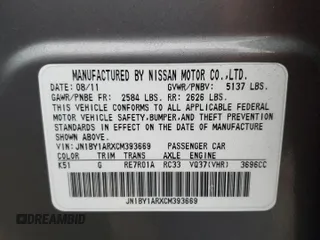 MANUFACTURED BY NISSAN MOTOR CO.,LTD.
DATE: 08/11 GVWR/PNBV: 5137 LBS.
GAWR/PNBE FR: 2584 LBS. RR: 2626 LBS.
THIS VEHICLE CONFORMS TO ALL APPLICABLE FEDERAL
MOTOR VEHICLE SAFETY,BUMPER,AND THEFT PREVENTION
STANDARDS IN EFFECT ON THE DATE OF MANUFACTURE
SHOWN ABOVE.
VIN: JN1BY1ARXCM393669 PASSENGER CAR
COLOR TRIM TRANS AXLE ENGINE
K51 G RE7R01A RC33 VQ37(VHR) 3696CC
JN1BY1ARXCM393669
DREAMBID